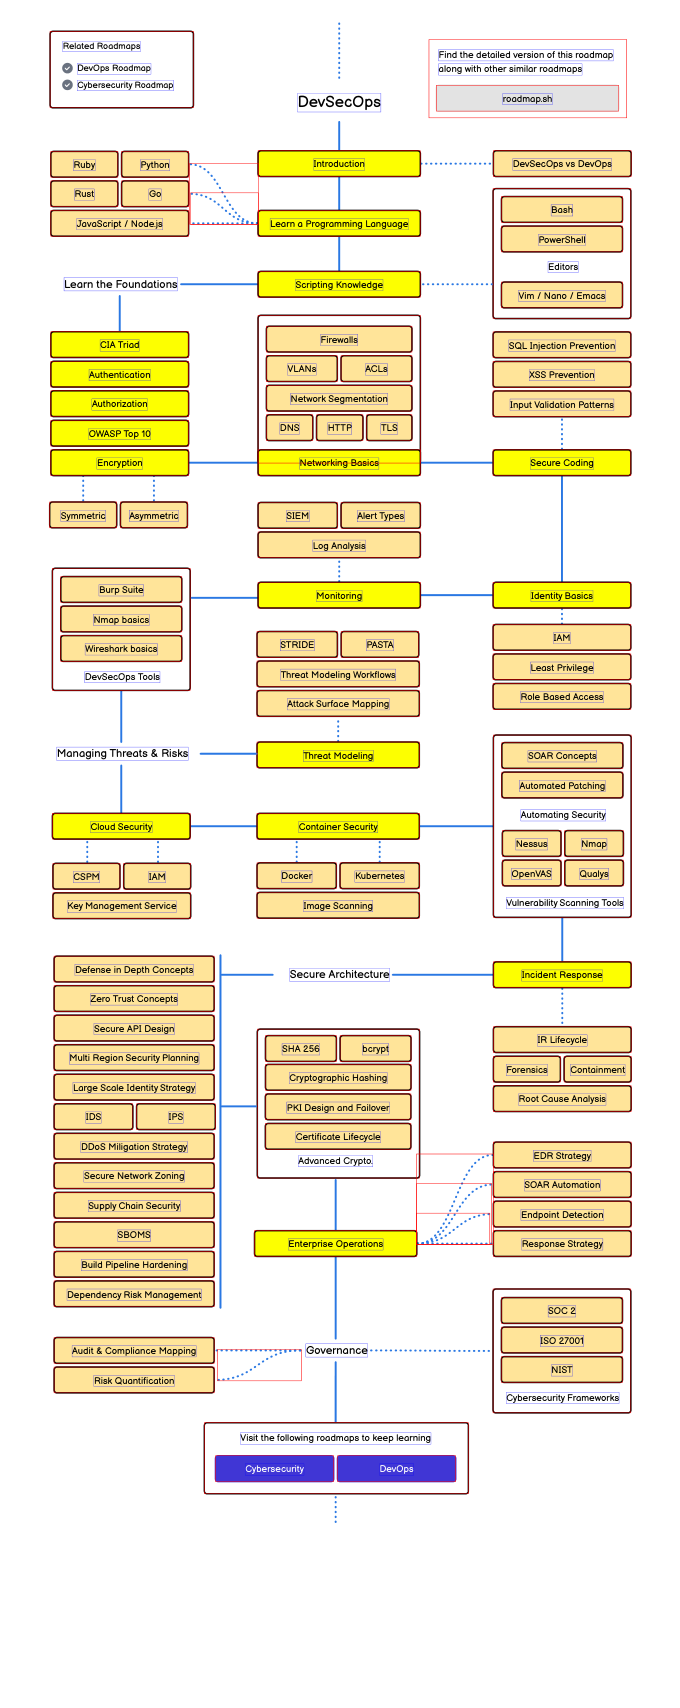 Related Roadmaps
DevOps Roadmap
Cybersecurity Roadmap
Find the detailed version of this roadmap
along with other similar roadmaps
roadmap.sh
DevSecOps
Ruby
Python
Introduction
DevSecOps vs DevOps
Rust
Go
JavaScript / Node.js
Learn a Programming Language
Bash
PowerShell
Editors
Vim / Nano / Emacs
Learn the Foundations
Scripting Knowledge
CIA Triad
Authentication
Authorization
OWASP Top 10
Encryption
Symmetric
Asymmetric
Firewalls
VLANs
ACLs
Network Segmentation
DNS
HTTP
TLS
Networking Basics
SQL Injection Prevention
XSS Prevention
Input Validation Patterns
Secure Coding
SIEM
Alert Types
Log Analysis
Monitoring
Identity Basics
IAM
Least Privilege
Role Based Access
Burp Suite
Nmap basics
Wireshark basics
DevSecOps Tools
STRIDE
PASTA
Threat Modeling Workflows
Attack Surface Mapping
Threat Modeling
Managing Threats & Risks
Cloud Security
CSPM
IAM
Key Management Service
Container Security
Docker
Kubernetes
Image Scanning
SOAR Concepts
Automated Patching
Automating Security
Nessus
Nmap
OpenVAS
Qualys
Vulnerability Scanning Tools
Incident Response
IR Lifecycle
Forensics
Containment
Root Cause Analysis
Secure Architecture
Defense in Depth Concepts
Zero Trust Concepts
Secure API Design
Multi Region Security Planning
Large Scale Identity Strategy
IDS
IPS
DDoS Miligation Strategy
Secure Network Zoning
Supply Chain Security
SBOMS
Build Pipeline Hardening
Dependency Risk Management
SHA 256
bcrypt
Cryptographic Hashing
PKI Design and Failover
Certificate Lifecycle
Advanced Crypto.
EDR Strategy
SOAR Automation
Endpoint Detection
Response Strategy
Enterprise Operations
Audit & Compliance Mapping
Risk Quantification
Governance
SOC 2
ISO 27001
NIST
Cybersecurity Frameworks
Visit the following roadmaps to keep learning
Cybersecurity
DevOps